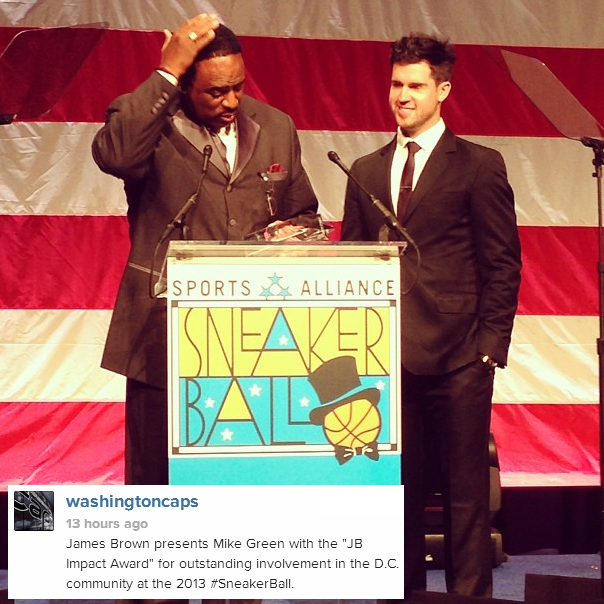 SPORTS ALLIANCE
SNEAKER
BALL
washingtoncaps
13 hours ago
James Brown presents Mike Green with the "JB
Impact Award" for outstanding involvement in the D.C.
community at the 2013 #SneakerBall.